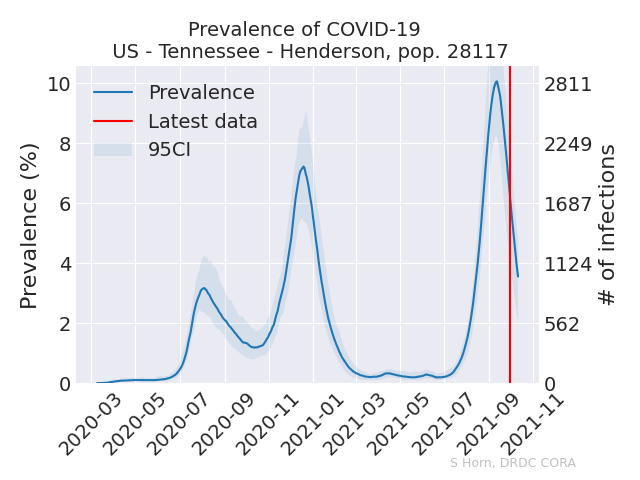 Prevalence of COVID-19
US - Tennessee - Henderson, pop. 28117
Prevalence
Latest data
95CI
Prevalence (%)
10
8
6
4
2
0
2811
2249
1687
1124
562
0
# of infections
2020-03
2020-05
2020-07
2020-09
2020-11
2021-01
2021-03
2021-05
2021-07
2021-09
2021-11
S Horn, DRDC CORA